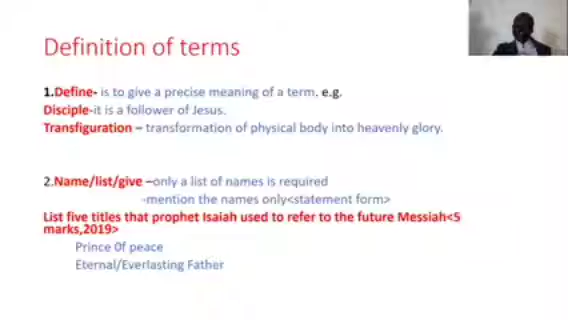 Definition of terms
1.Define- is to give a precise meaning of a term. e.g.
Disciple-it is a follower of Jesus.
Transfiguration – transformation of physical body into heavenly glory.
2.Name/list/give –only a list of names is required
-mention the names only<statement form>
List five titles that prophet Isaiah used to refer to the future Messiah<5
marks,2019>
Prince 0f peace
Eternal/Everlasting Father